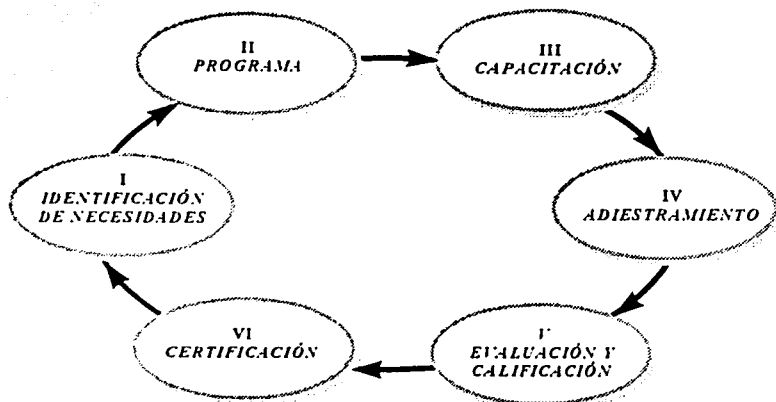 I
IDENTIFICACIÓN
DE NECESIDADES
II
PROGRAMA
III
CAPACITACIÓN
IV
ADIESTRAMIENTO
V
EVALUACIÓN Y
CALIFICACIÓN
VI
CERTIFICACIÓN